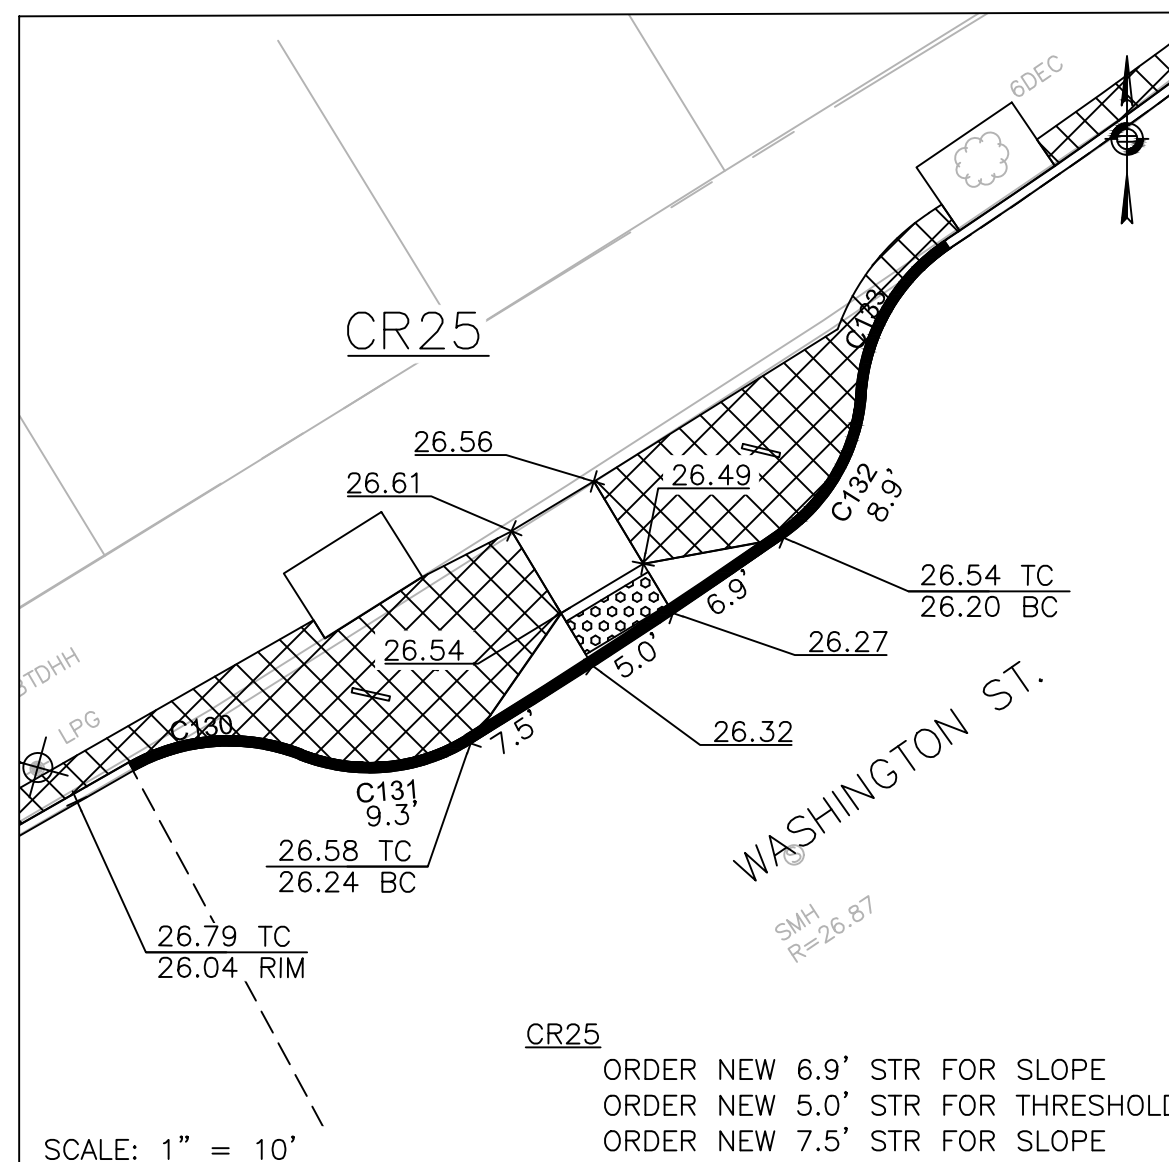 6DEC
CR25
C133
26.56
26.49
26.61
C132
8.9'
26.54 TC
26.20 BC
6.9'
26.27
26.54
5.0'
LPG
C130
26.32
7.5'
WASHINGTON ST.
C131
9.3'
26.58 TC
26.24 BC
S
SMH
R=26.87
26.79 TC
26.04 RIM
CR25
ORDER NEW 6.9' STR FOR SLOPE
ORDER NEW 5.0' STR FOR THRESHOLD
ORDER NEW 7.5' STR FOR SLOPE
SCALE: 1" = 10'